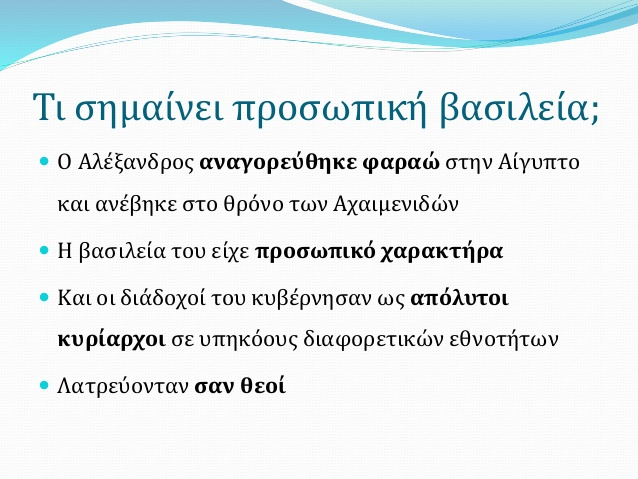 Τι σημαίνει προσωπική βασιλεία;
• Ο Αλέξανδρος αναγορεύθηκε φαραώ στην Αίγυπτο
και ανέβηκε στο θρόνο των Αχαιμενιδών
• Η βασιλεία του είχε προσωπικό χαρακτήρα
• Και οι διάδοχοί του κυβέρνησαν ως απόλυτοι
κυρίαρχοι σε υπηκόους διαφορετικών εθνοτήτων
• Λατρεύονταν σαν θεοί